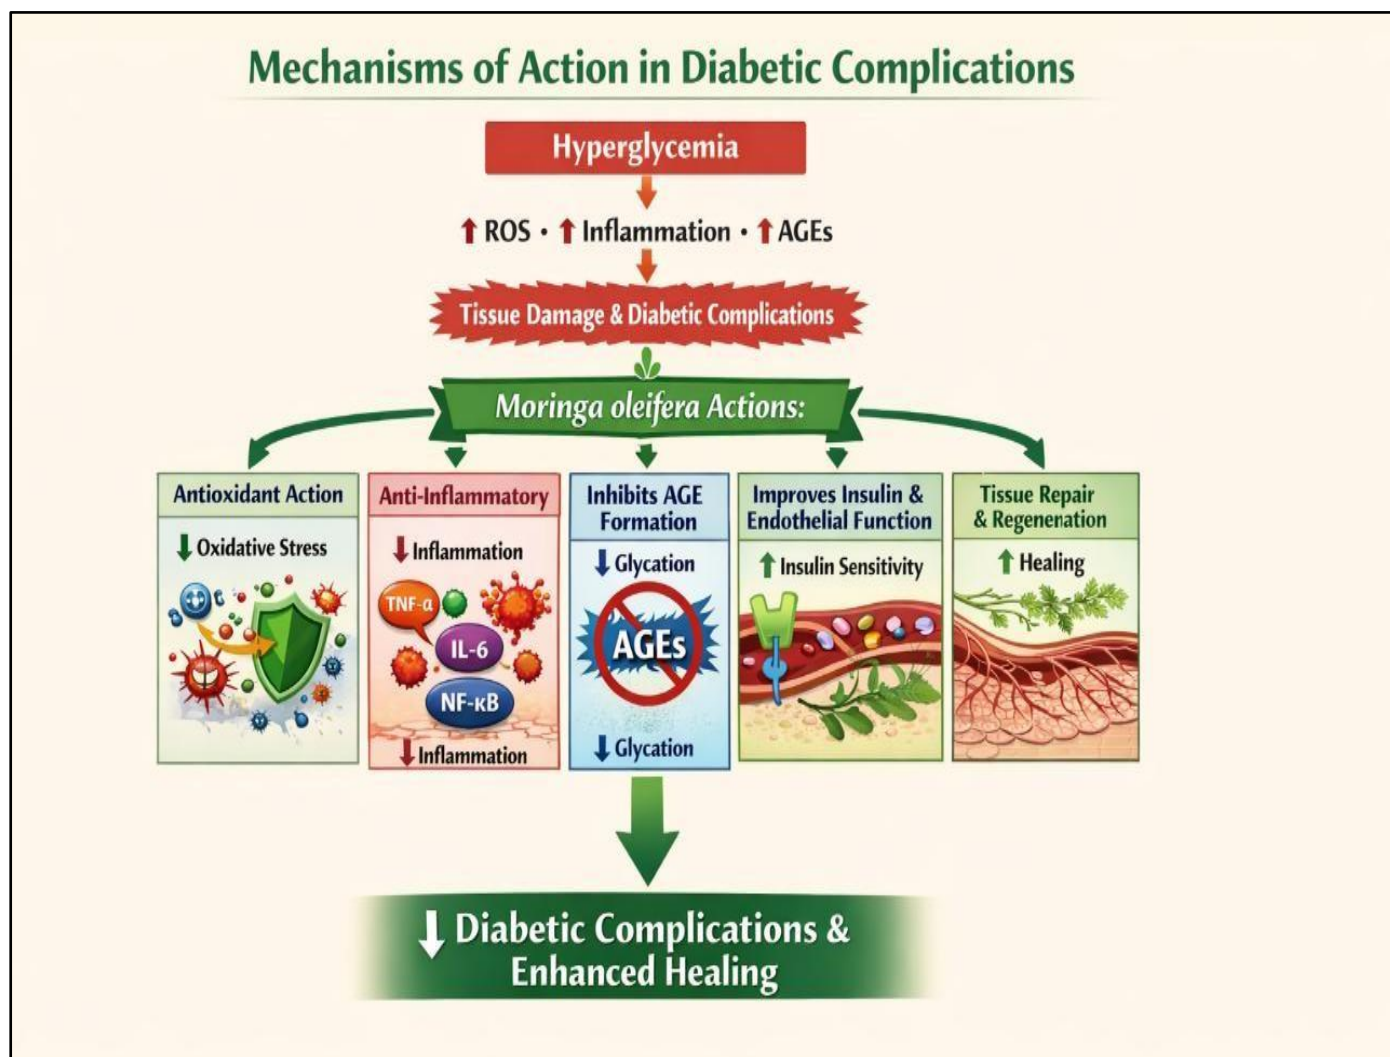 Mechanisms of Action in Diabetic Complications
Hyperglycemia
↑ ROS • ↑ Inflammation • ↑ AGEs
Tissue Damage & Diabetic Complications
Moringa oleifera Actions:
Antioxidant Action
↓ Oxidative Stress
Anti-Inflammatory
↓ Inflammation
TNF-α
IL-6
NF-κB
↓ Inflammation
Inhibits AGE
Formation
↓ Glycation
AGEs
↓ Glycation
Improves Insulin &
Endothelial Function
↑ Insulin Sensitivity
Tissue Repair
& Regenenation
↑ Healing
↓ Diabetic Complications &
Enhanced Healing